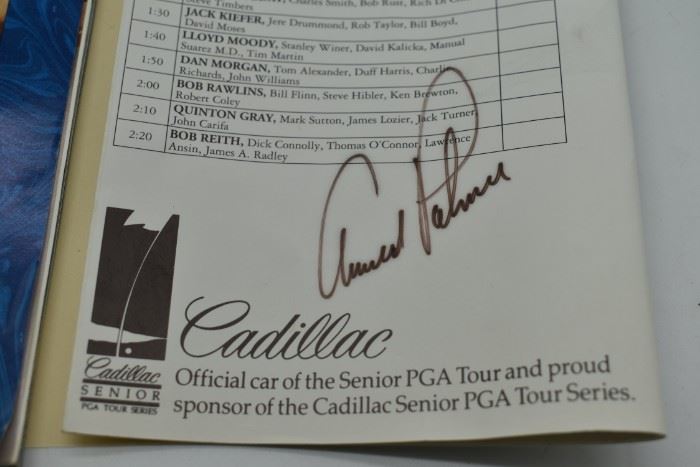 Steve Timbers
1:30 JACK KIEFER, Jere Drummond, Rob Taylor, Bill Boyd,
David Moses
1:40 LLOYD MOODY, Stanley Winer, David Kalicka, Manual
Suarez M.D., Tim Martin
1:50 DAN MORGAN, Tom Alexander, Duff Harris, Charlie
Richards, John Williams
2:00 BOB RAWLINS, Bill Flinn, Steve Hibler, Ken Brewton,
Robert Coley
2:10 QUINTON GRAY, Mark Sutton, James Lozier, Jack Turner,
John Carifa
2:20 BOB REITH, Dick Connolly, Thomas O'Connor, Lawrence
Ansin, James A. Radley
Arnold Palmer
Cadillac
SENIOR
PGA TOUR SERIES
Cadillac
Official car of the Senior PGA Tour and proud
sponsor of the Cadillac Senior PGA Tour Series.